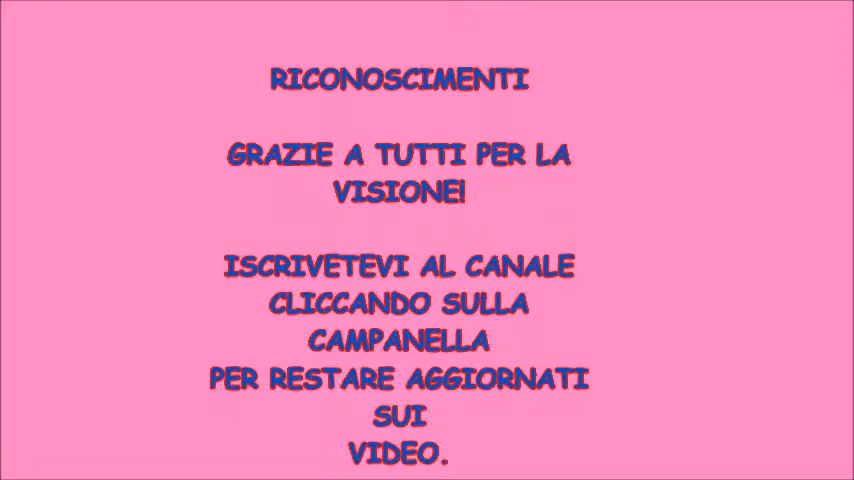 RICONOSCIMENTI
GRAZIE A TUTTI PER LA
VISIONE!
ISCRIVETEVI AL CANALE
CLICCANDO SULLA
CAMPANELLA
PER RESTARE AGGIORNATI
SUI
VIDEO.